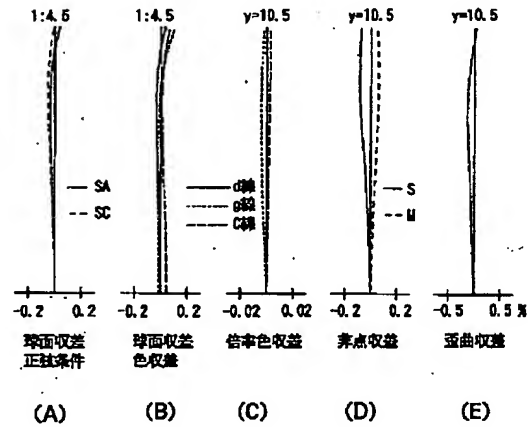 1:4.5 1:4.5 y=10.5 y=10.5 y=10.5
SA
SC
d線
g線
C線
S
M
-0.2 0.2 -0.2 0.2 -0.02 0.02 -0.2 0.2 -0.5 0.5 %
球面収差 球面収差 倍率色収差 非点収差 歪曲収差
正弦条件 色収差
(A) (B) (C) (D) (E)